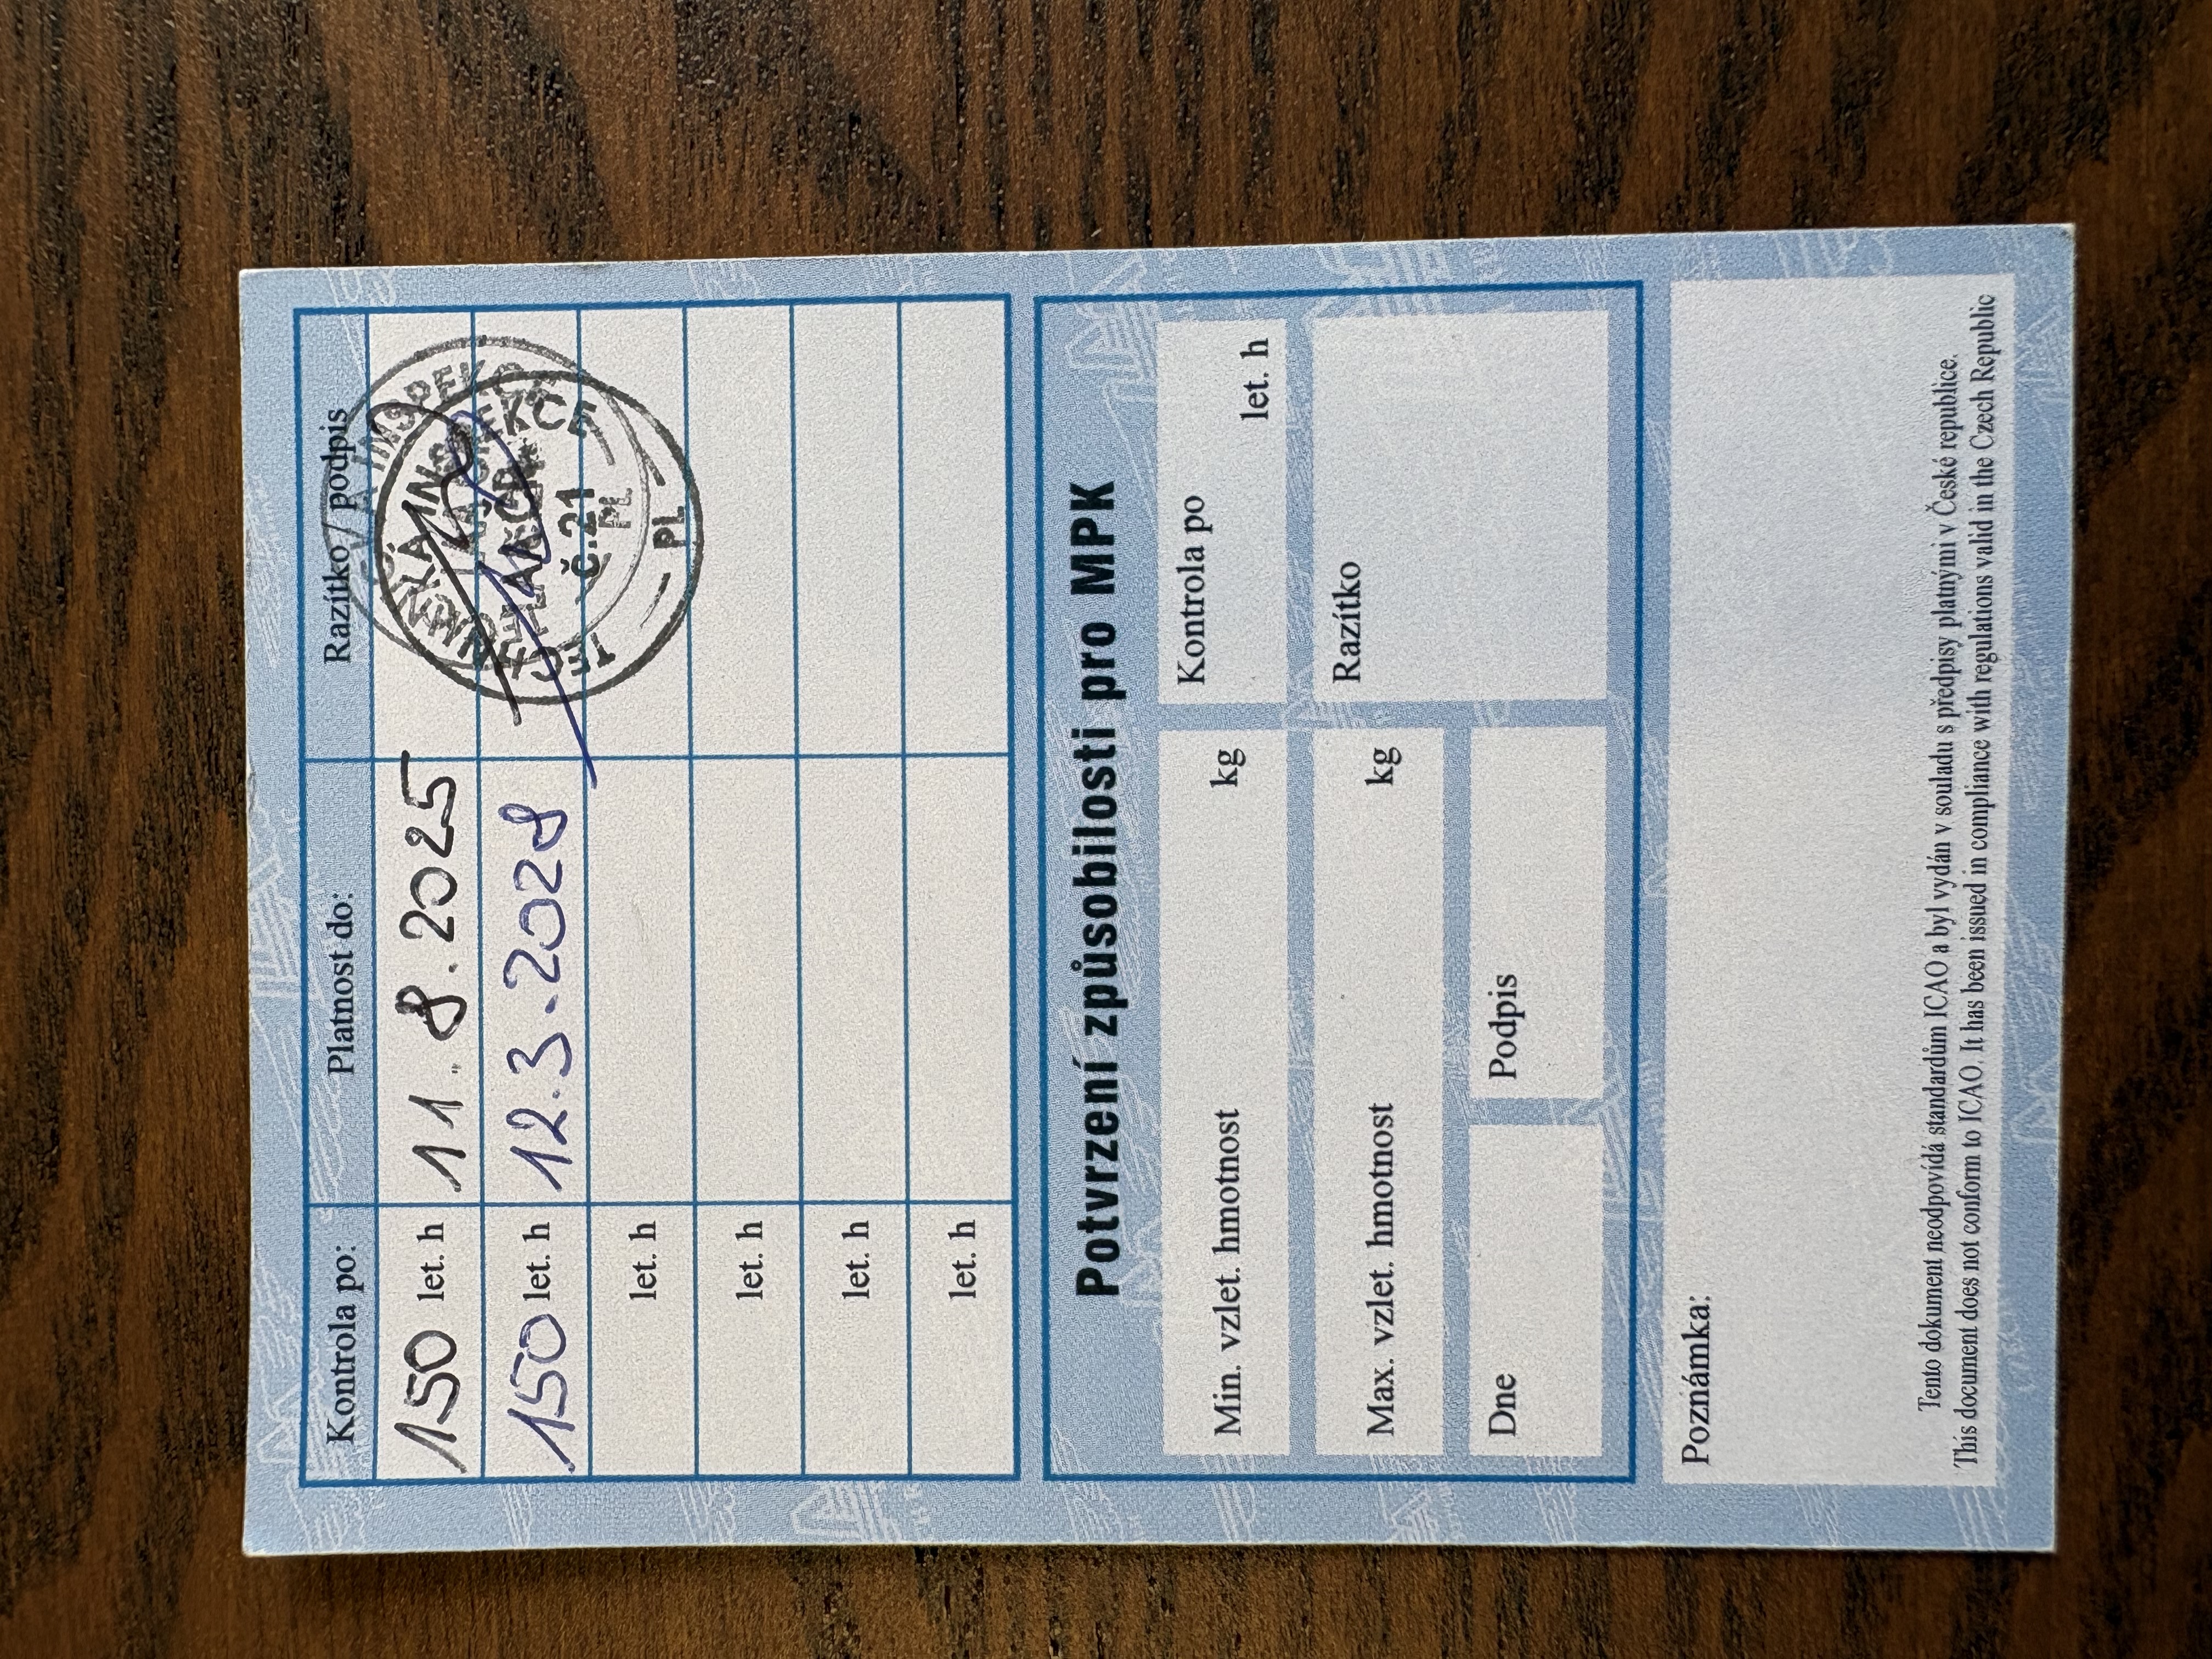 Kontrola po: Platnost do: Razítko / podpis
150 let. h 11. 8. 2025
150 let. h 12.3.2028
let. h
let. h
let. h
let. h
č.21
PL
Potvrzení způsobilosti pro MPK
Min. vzlet. hmotnost kg Kontrola po let. h
Max. vzlet. hmotnost kg Razítko
Dne Podpis
Poznámka:
Tento dokument neodpovídá standardům ICAO a byl vydán v souladu s předpisy platnými v České republice.
This document does not conform to ICAO. It has been issued in compliance with regulations valid in the Czech Republic